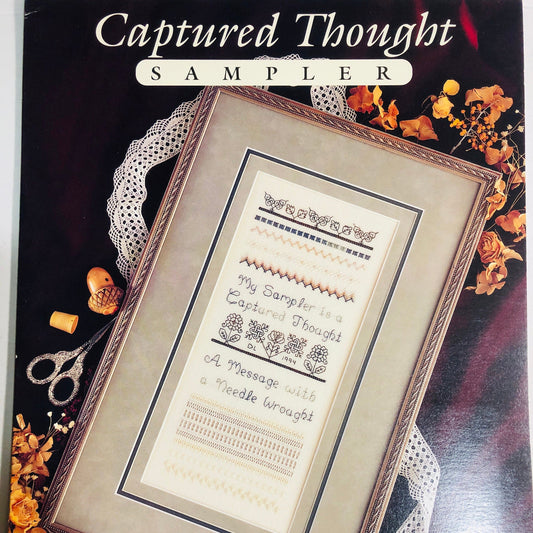 Captured Thought
SAMPLER
My Sampler is a
Captured Thought
DL 1994
A Message with
a Needle Wrought